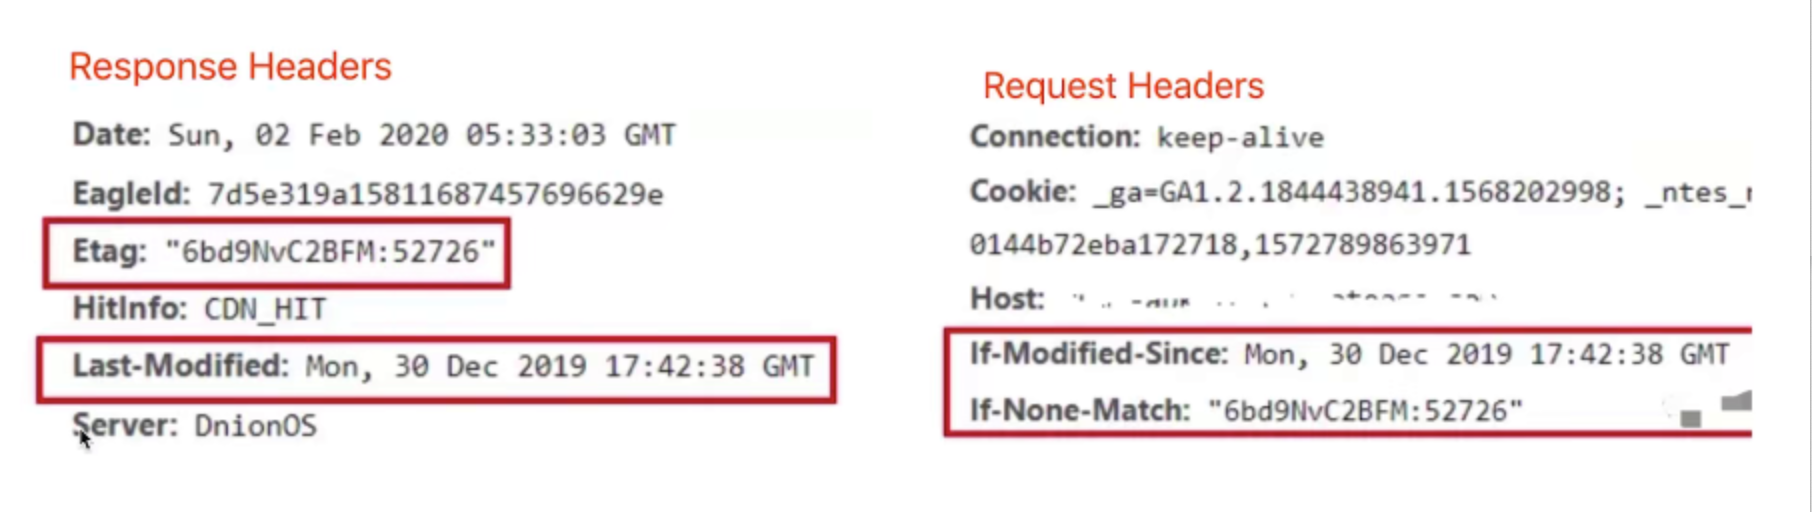 Response Headers
Date: Sun, 02 Feb 2020 05:33:03 GMT
EagleId: 7d5e319a15811687457696629e
Etag: "6bd9NvC2BFM:52726"
HitInfo: CDN_HIT
Last-Modified: Mon, 30 Dec 2019 17:42:38 GMT
Server: DnionOS
Request Headers
Connection: keep-alive
Cookie: _ga=GA1.2.1844438941.1568202998; _ntes_
0144b72eba172718,1572789863971
Host:
If-Modified-Since: Mon, 30 Dec 2019 17:42:38 GMT
If-None-Match: "6bd9NvC2BFM:52726"